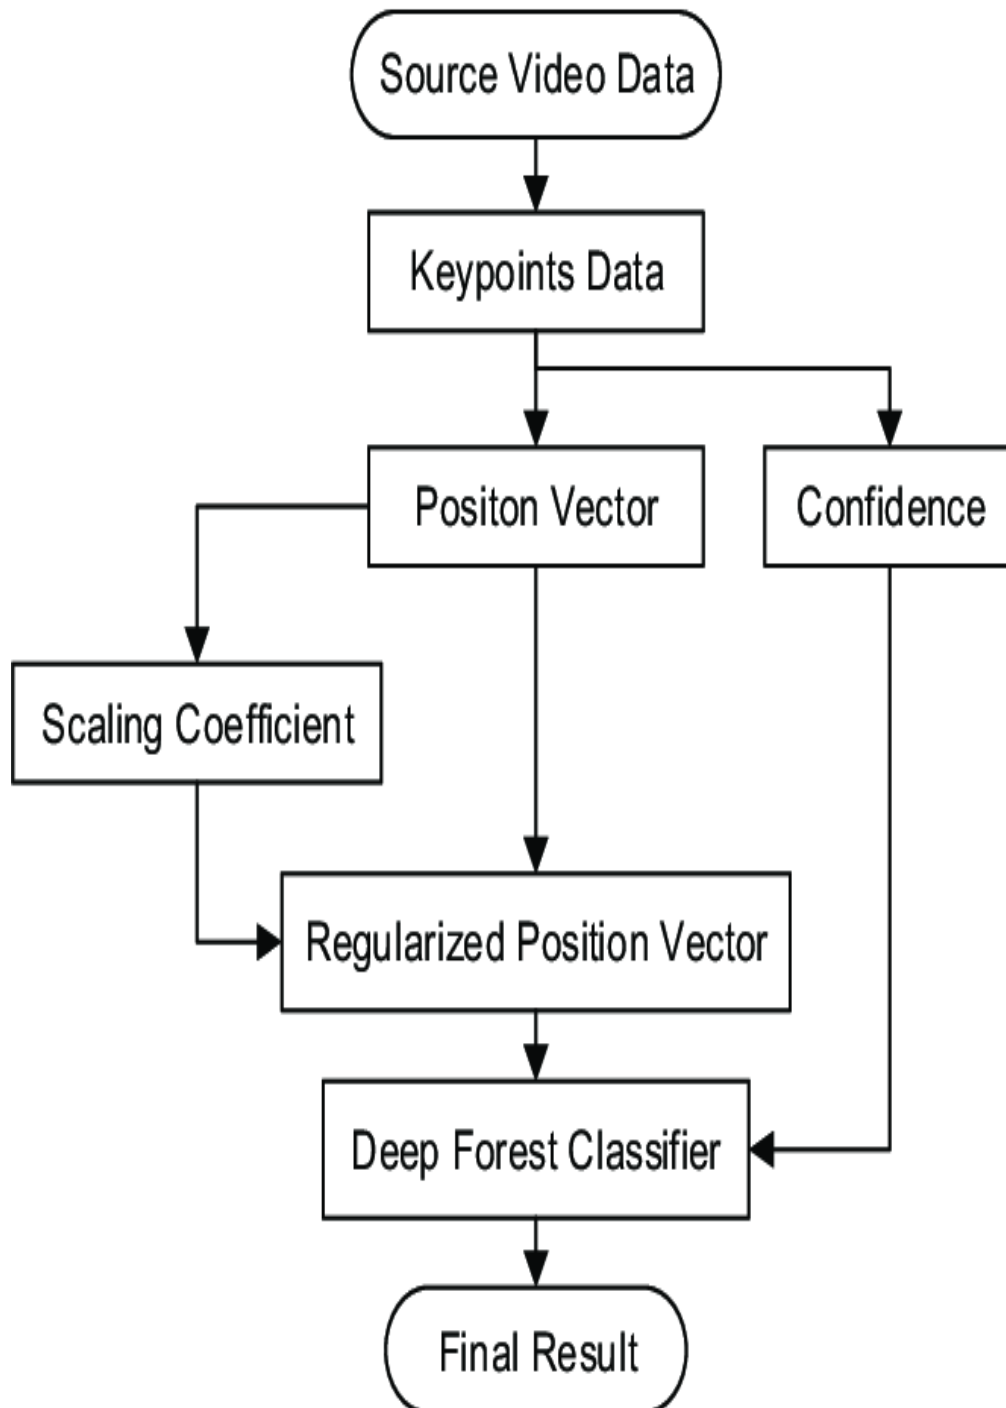 Source Video Data
Keypoints Data
Positon Vector
Confidence
Scaling Coefficient
Regularized Position Vector
Deep Forest Classifier
Final Result